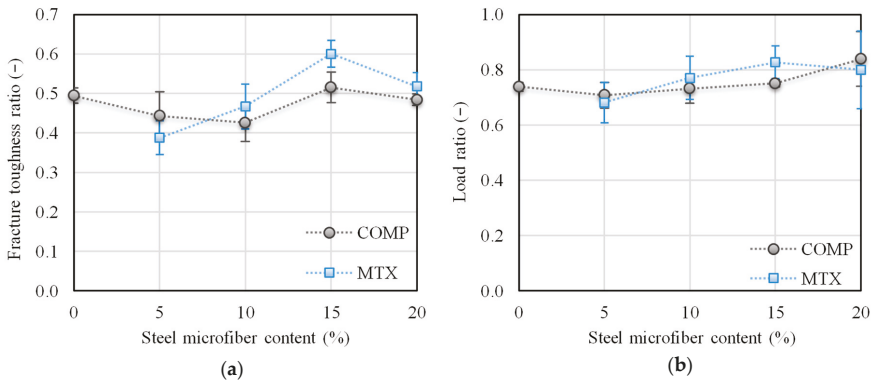 Fracture toughness ratio (−)
0.7
0.6
0.5
0.4
0.3
0.2
0.1
0.0
COMP
MTX
0 5 10 15 20
Steel microfiber content (%)
(a)
Load ratio (−)
1.0
0.8
0.6
0.4
0.2
0.0
COMP
MTX
0 5 10 15 20
Steel microfiber content (%)
(b)